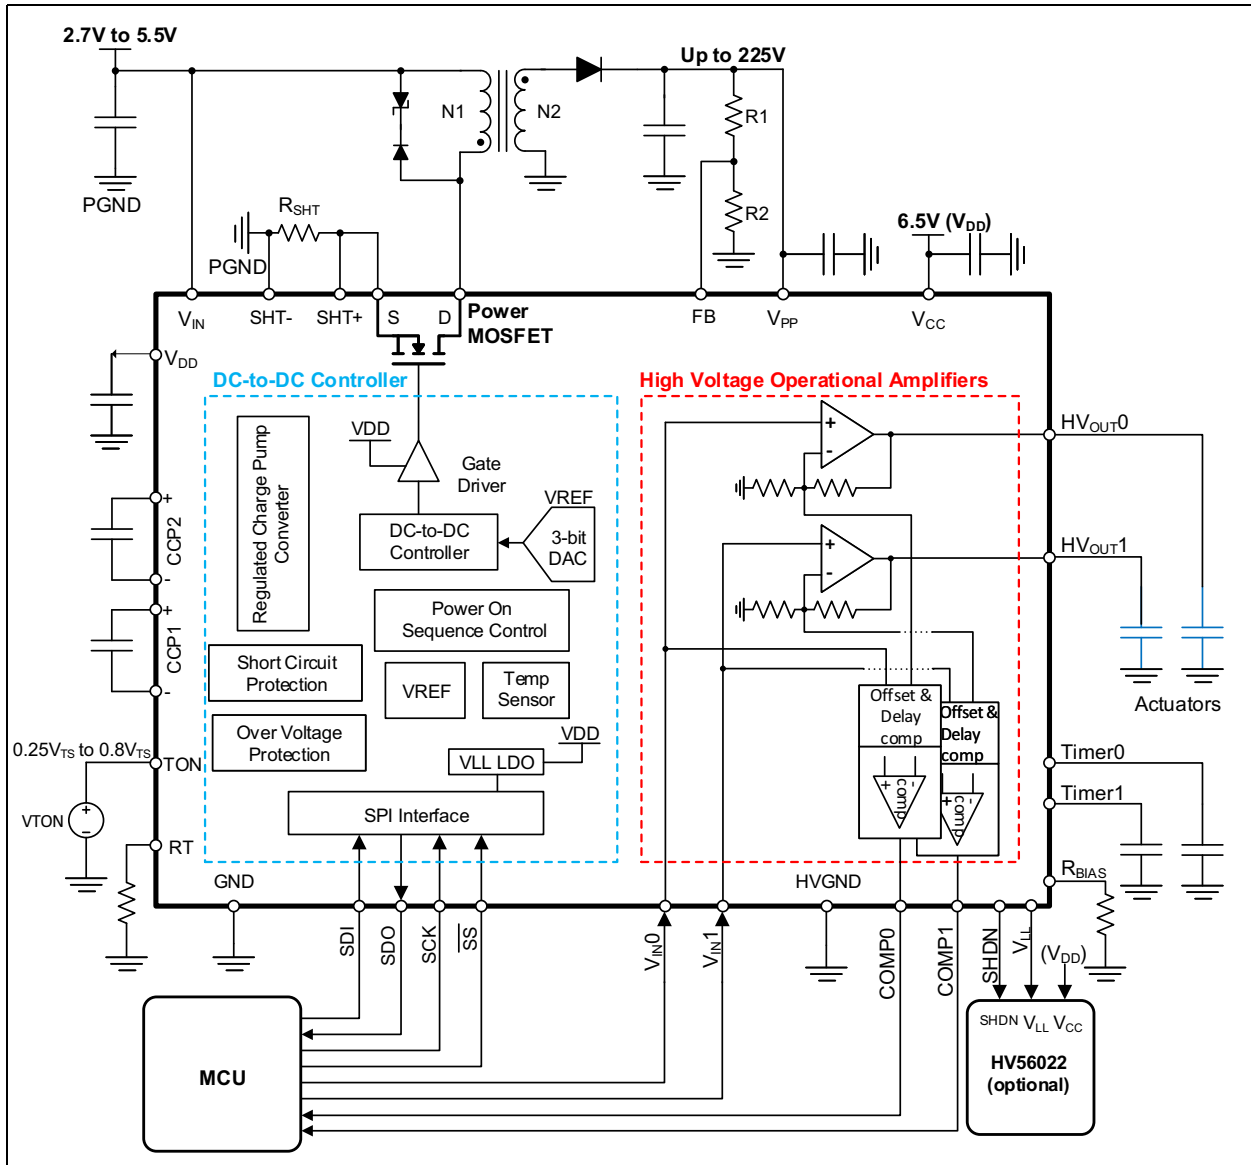 2.7V to 5.5V
Up to 225V
N1
N2
R1
R2
PGND
RSHT
PGND
6.5V (VDD)
VIN
SHT-
SHT+
S
D
Power
MOSFET
FB
VPP
VCC
VDD
DC-to-DC Controller
High Voltage Operational Amplifiers
VDD
Gate
Driver
Regulated Charge Pump
Converter
DC-to-DC
Controller
VREF
3-bit
DAC
Power On
Sequence Control
Short Circuit
Protection
VREF
Temp
Sensor
Over Voltage
Protection
VLL LDO
VDD
SPI Interface
+
-
+
-
HVOUT0
HVOUT1
Actuators
+
CCP2
-
+
CCP1
-
Offset &
Delay
comp
+
-
comp
Offset &
Delay
comp
+
-
comp
0.25VTS to 0.8VTS
TON
VTON
+
−
RT
Timer0
Timer1
RBIAS
GND
HVGND
SDI
SDO
SCK
SS
VIN0
VIN1
COMP0
COMP1
SHDN
VLL
(VDD)
MCU
SHDN VLL VCC
HV56022
(optional)